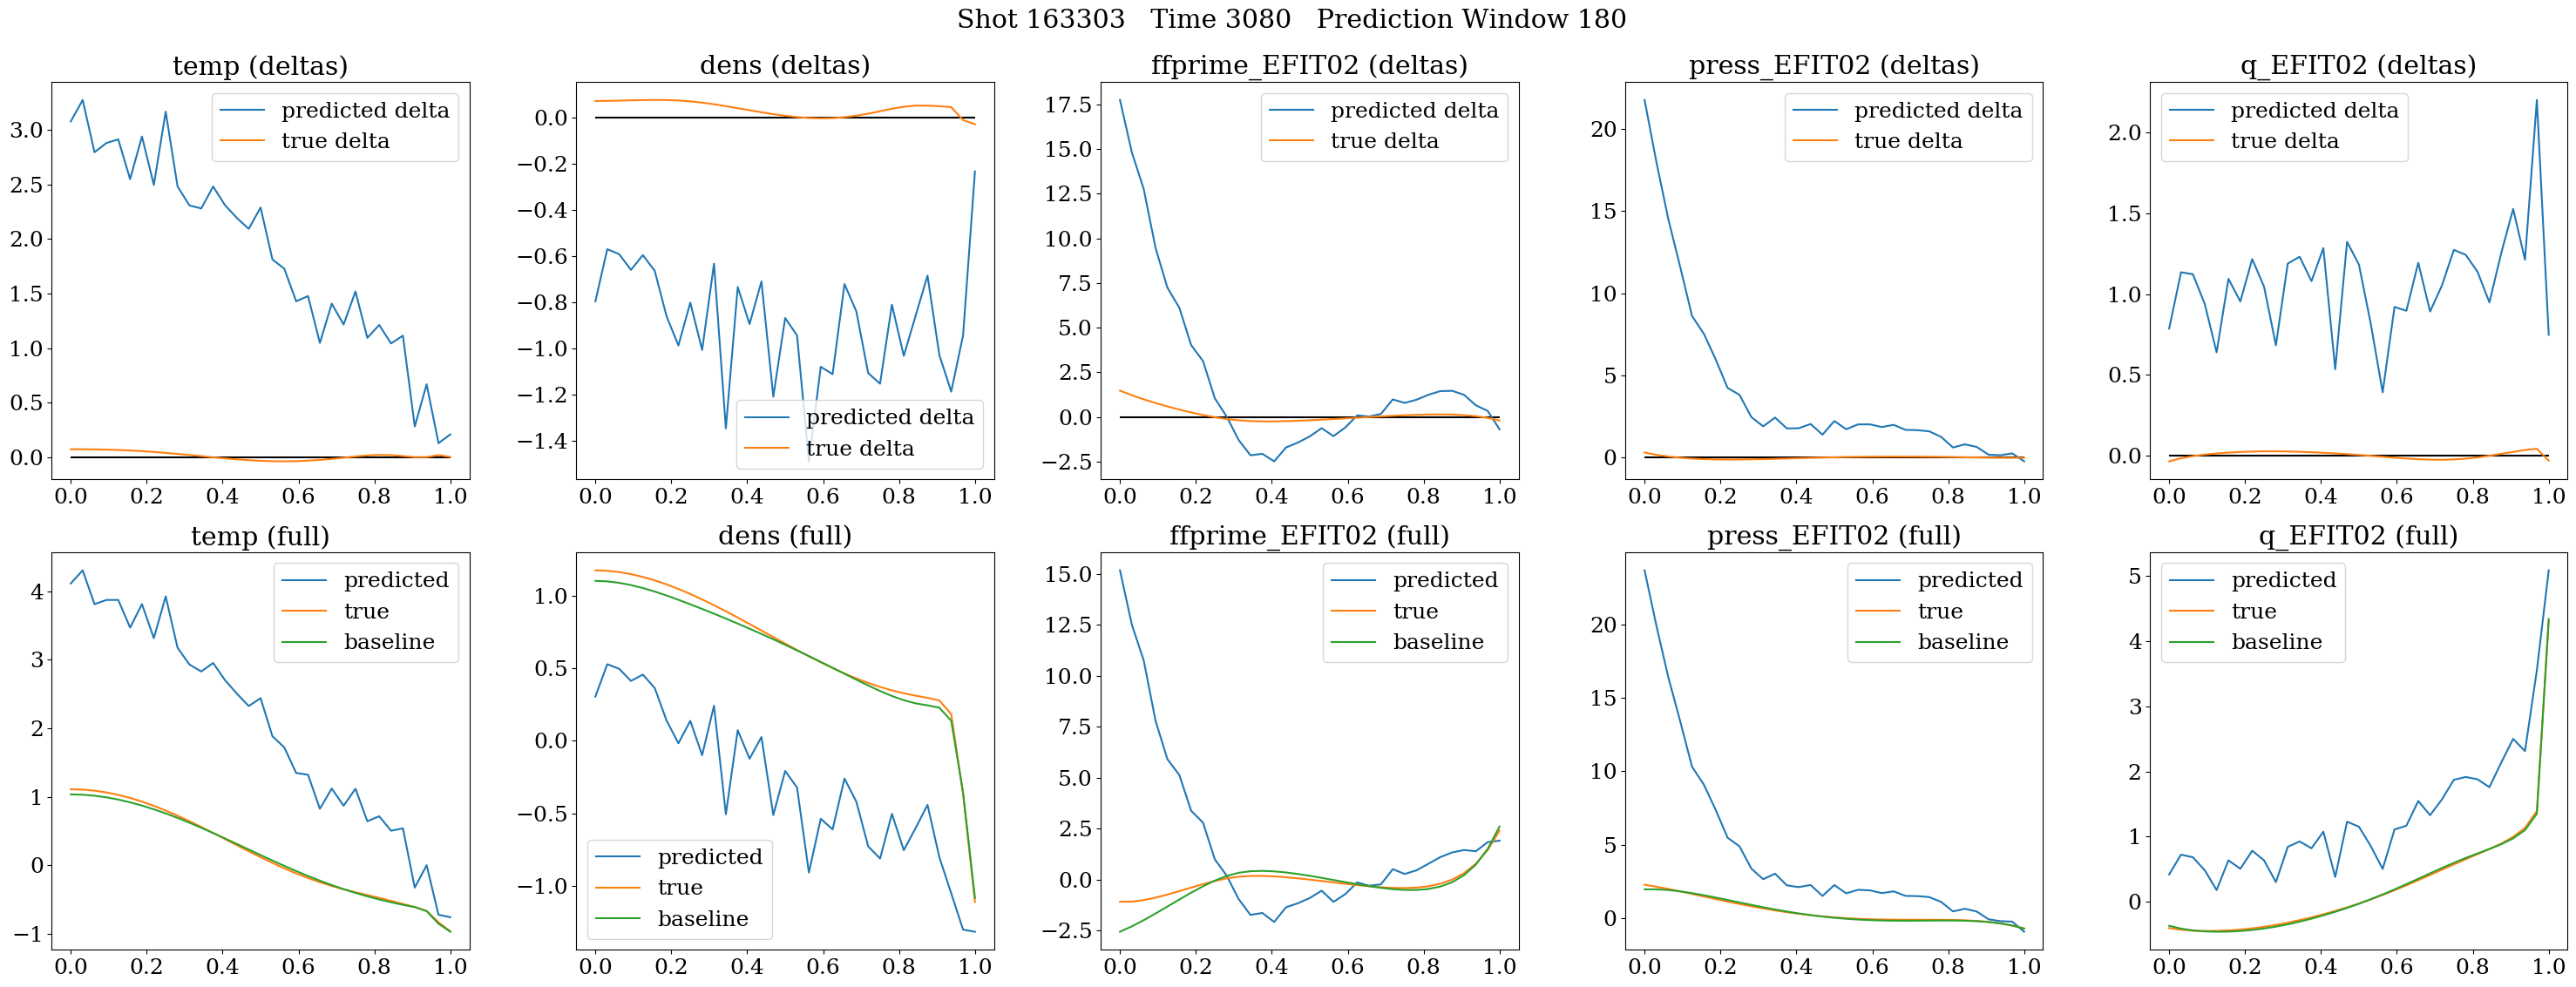 Shot 163303   Time 3080   Prediction Window 180
temp (deltas)
predicted delta
true delta
3.0
2.5
2.0
1.5
1.0
0.5
0.0
0.0 0.2 0.4 0.6 0.8 1.0
dens (deltas)
0.0
−0.2
−0.4
−0.6
−0.8
−1.0
−1.2
−1.4
predicted delta
true delta
0.0 0.2 0.4 0.6 0.8 1.0
ffprime_EFIT02 (deltas)
predicted delta
true delta
17.5
15.0
12.5
10.0
7.5
5.0
2.5
0.0
−2.5
0.0 0.2 0.4 0.6 0.8 1.0
press_EFIT02 (deltas)
predicted delta
true delta
20
15
10
5
0
0.0 0.2 0.4 0.6 0.8 1.0
q_EFIT02 (deltas)
predicted delta
true delta
2.0
1.5
1.0
0.5
0.0
0.0 0.2 0.4 0.6 0.8 1.0
temp (full)
predicted
true
baseline
4
3
2
1
0
−1
0.0 0.2 0.4 0.6 0.8 1.0
dens (full)
1.0
0.5
0.0
−0.5
−1.0
predicted
true
baseline
0.0 0.2 0.4 0.6 0.8 1.0
ffprime_EFIT02 (full)
predicted
true
baseline
15.0
12.5
10.0
7.5
5.0
2.5
0.0
−2.5
0.0 0.2 0.4 0.6 0.8 1.0
press_EFIT02 (full)
predicted
true
baseline
20
15
10
5
0
0.0 0.2 0.4 0.6 0.8 1.0
q_EFIT02 (full)
predicted
true
baseline
5
4
3
2
1
0
0.0 0.2 0.4 0.6 0.8 1.0